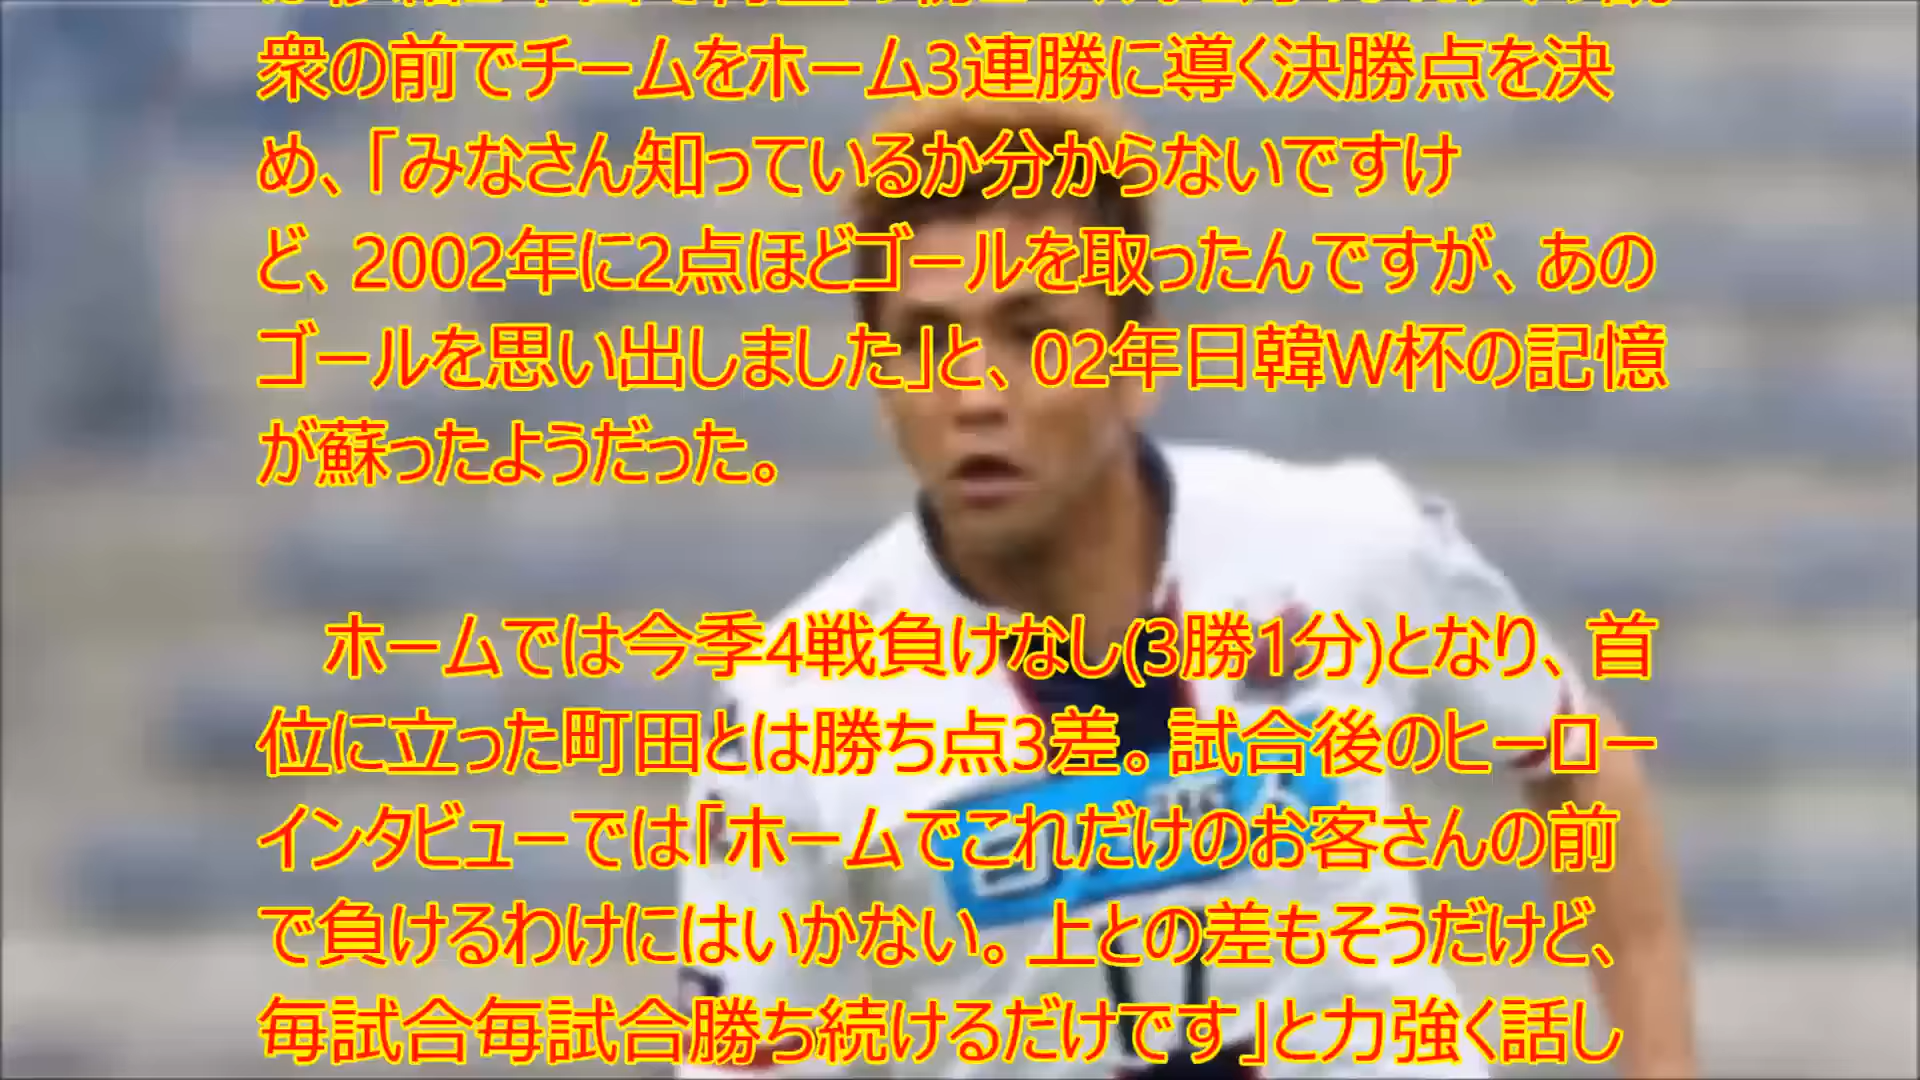 衆の前でチームをホーム3連勝に導く決勝点を決
め、「みなさん知っているか分からないですけ
ど、2002年に2点ほどゴールを取ったんですが、あの
ゴールを思い出しました」と、02年日韓W杯の記憶
が蘇ったようだった。
ホームでは今季4戦負けなし(3勝1分)となり、首
位に立った町田とは勝ち点3差。試合後のヒーロー
インタビューでは「ホームでこれだけのお客さんの前
で負けるわけにはいかない。上との差もそうだけど、
毎試合毎試合勝ち続けるだけです」と力強く話し